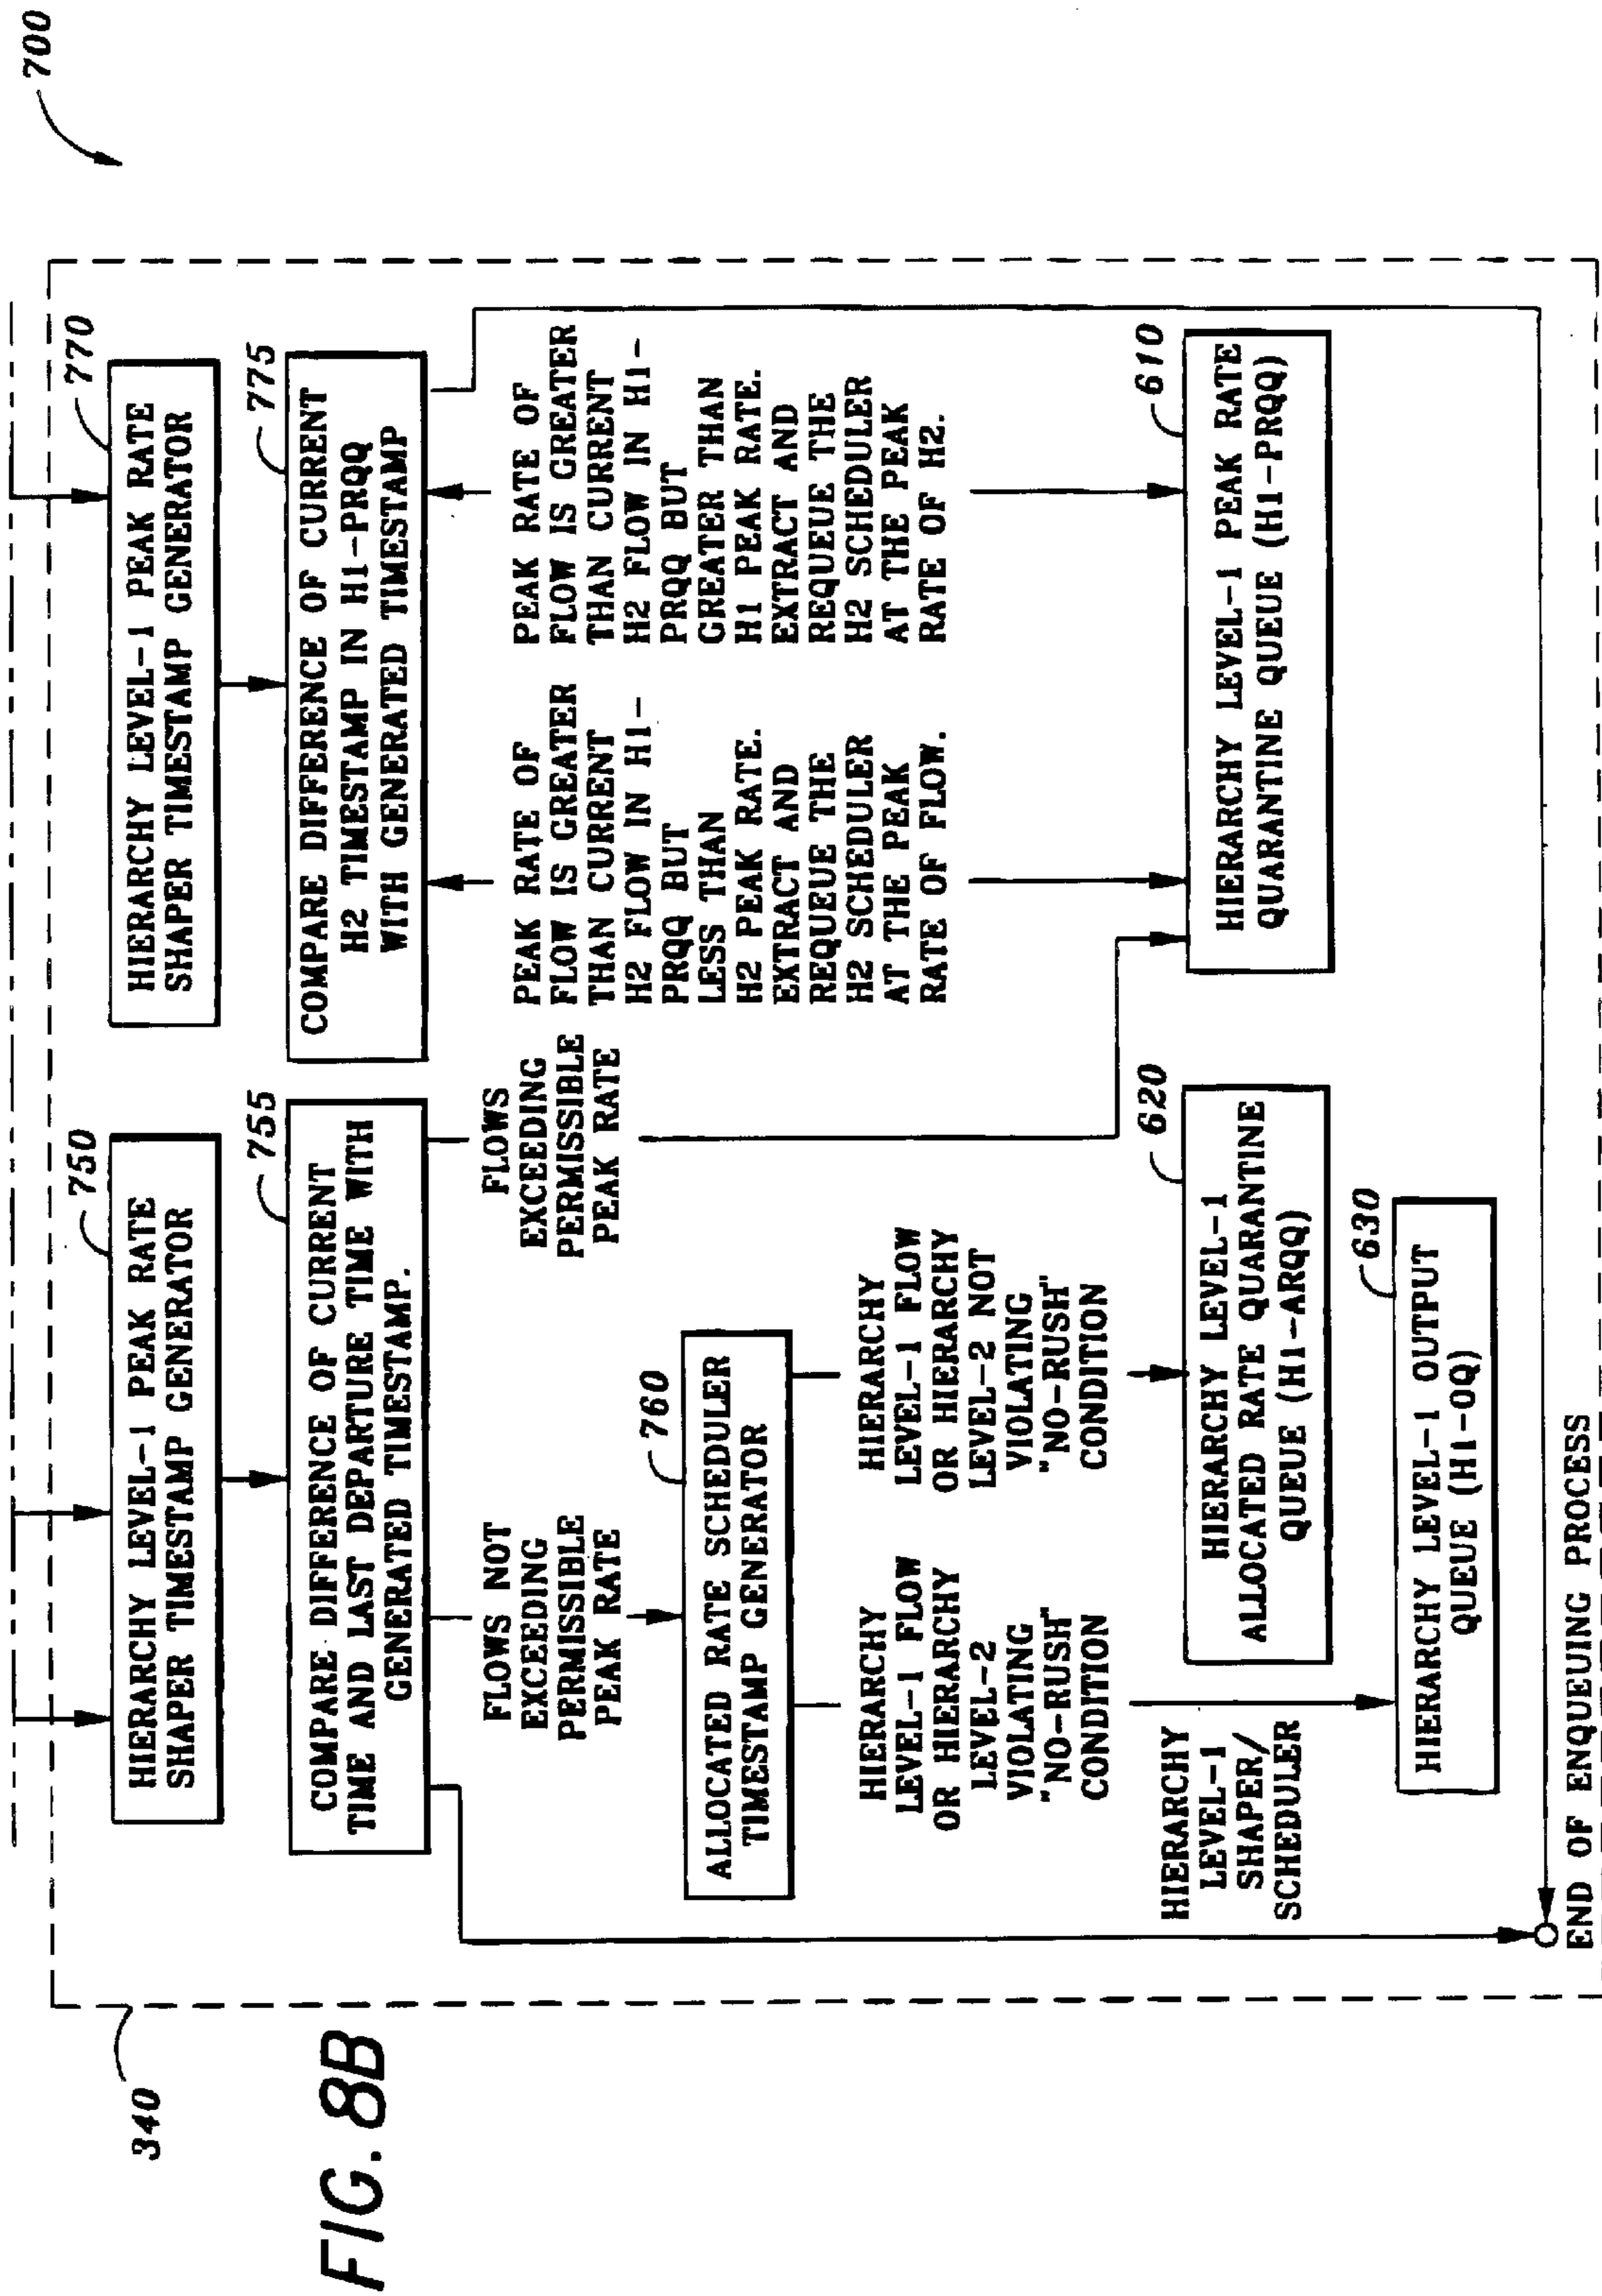 FIG. 8B
700
340
750
HIERARCHY LEVEL-1 PEAK RATE
SHAPER TIMESTAMP GENERATOR
770
HIERARCHY LEVEL-1 PEAK RATE
SHAPER TIMESTAMP GENERATOR
755
COMPARE DIFFERENCE OF CURRENT
TIME AND LAST DEPARTURE TIME WITH
GENERATED TIMESTAMP.
775
COMPARE DIFFERENCE OF CURRENT
H2 TIMESTAMP IN H1-PRQQ
WITH GENERATED TIMESTAMP
FLOWS NOT
EXCEEDING
PERMISSIBLE
PEAK RATE
FLOWS
EXCEEDING
PERMISSIBLE
PEAK RATE
PEAK RATE OF
FLOW IS GREATER
THAN CURRENT
H2 FLOW IN H1-
PRQQ BUT
LESS THAN
H2 PEAK RATE.
EXTRACT AND
REQUEUE THE
H2 SCHEDULER
AT THE PEAK
RATE OF FLOW.
PEAK RATE OF
FLOW IS GREATER
THAN CURRENT
H2 FLOW IN H1-
PRQQ BUT
GREATER THAN
H1 PEAK RATE.
EXTRACT AND
REQUEUE THE
H2 SCHEDULER
AT THE PEAK
RATE OF H2.
760
ALLOCATED RATE SCHEDULER
TIMESTAMP GENERATOR
HIERARCHY
LEVEL-1 FLOW
OR HIERARCHY
LEVEL-2
VIOLATING
"NO-RUSH"
CONDITION
HIERARCHY
LEVEL-1 FLOW
OR HIERARCHY
LEVEL-2 NOT
VIOLATING
"NO-RUSH"
CONDITION
HIERARCHY
LEVEL-1
SHAPER/
SCHEDULER
620
HIERARCHY LEVEL-1
ALLOCATED RATE QUARANTINE
QUEUE (H1-ARQQ)
610
HIERARCHY LEVEL-1 PEAK RATE
QUARANTINE QUEUE (H1-PRQQ)
630
HIERARCHY LEVEL-1 OUTPUT
QUEUE (H1-OQ)
END OF ENQUEUING PROCESS